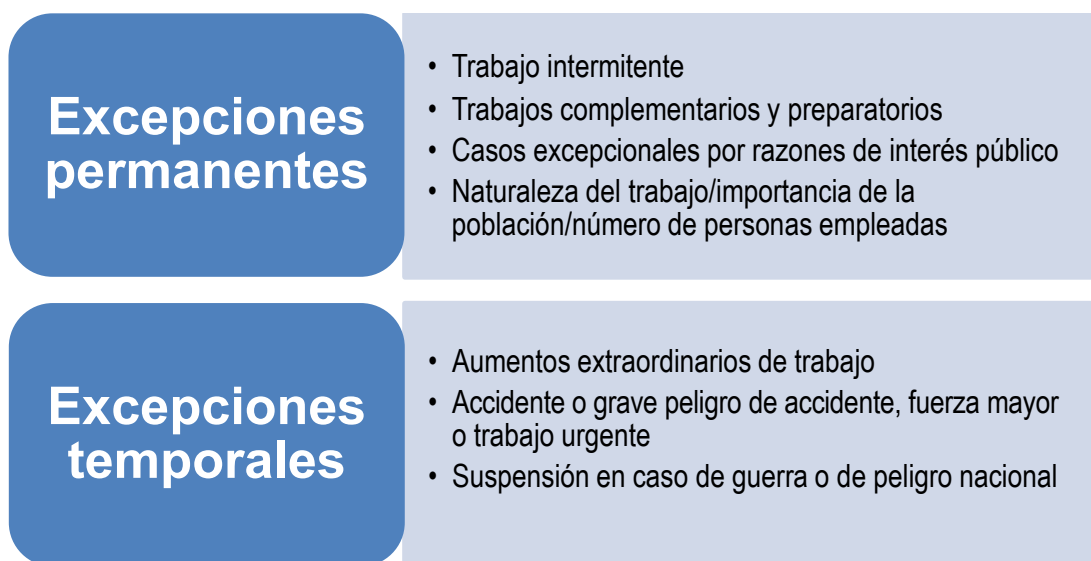 Excepciones
permanentes
• Trabajo intermitente
• Trabajos complementarios y preparatorios
• Casos excepcionales por razones de interés público
• Naturaleza del trabajo/importancia de la
población/número de personas empleadas
Excepciones
temporales
• Aumentos extraordinarios de trabajo
• Accidente o grave peligro de accidente, fuerza mayor
o trabajo urgente
• Suspensión en caso de guerra o de peligro nacional